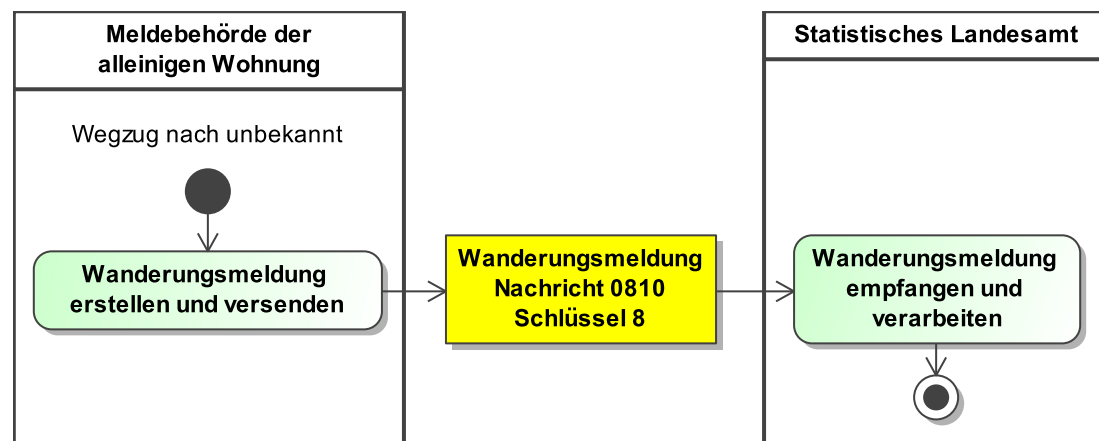 Meldebehörde der
alleinigen Wohnung
Statistisches Landesamt
Wegzug nach unbekannt
Wanderungsmeldung
erstellen und versenden
Wanderungsmeldung
Nachricht 0810
Schlüssel 8
Wanderungsmeldung
empfangen und
verarbeiten